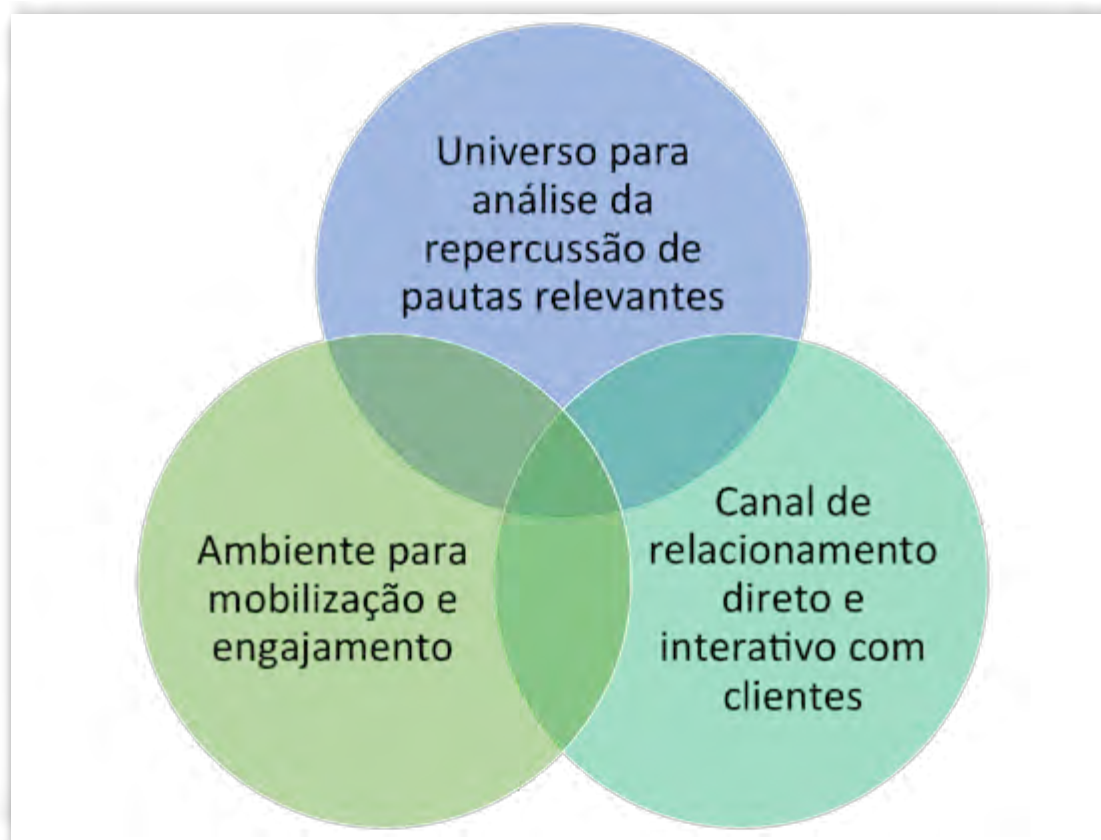 Universo para
análise da
repercussão de
pautas relevantes
Ambiente para
mobilização e
engajamento
Canal de
relacionamento
direto e
interativo com
clientes